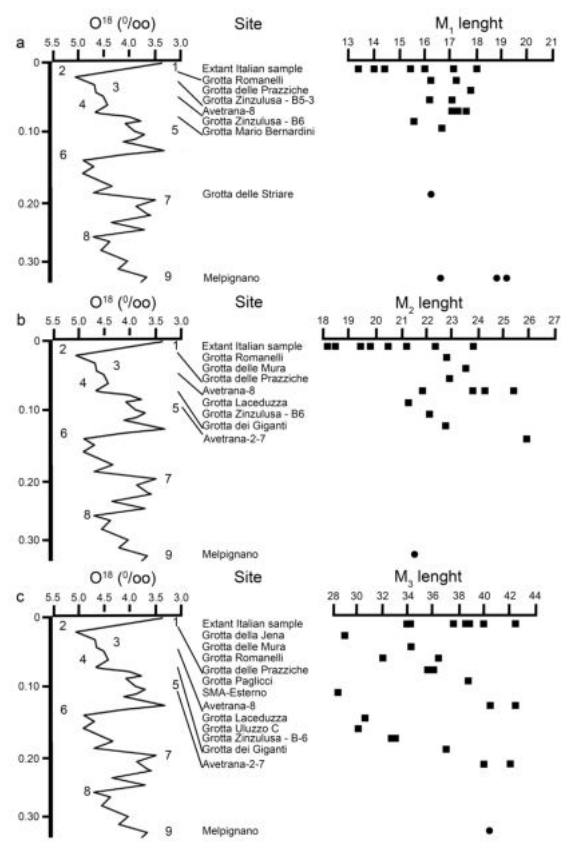 O18 (0/oo) Site M1 lenght
a
5.5 5.0 4.5 4.0 3.5 3.0 13 14 15 16 17 18 19 20 21
0
2 1 Extant Italian sample
3 Grotta Romanelli
Grotta delle Prazziche
4 Grotta Zinzulusa - B5-3
Avetrana-8
0.10 5 Grotta Zinzulusa - B6
Grotta Mario Bernardini
6
0.20 7 Grotta delle Striare
8
0.30
9 Melpignano
5.5 5.0 4.5 4.0 3.5 3.0
O18 (0/oo) Site M2 lenght
b
18 19 20 21 22 23 24 25 26 27
0
2 1 Extant Italian sample
3 Grotta Romanelli
Grotta delle Mura
4 Grotta delle Prazziche
Avetrana-8
0.10 5 Grotta Laceduzza
Grotta Zinzulusa - B6
6 Grotta dei Giganti
Avetrana-2-7
0.20 7
8
0.30
9 Melpignano
O18 (0/oo) Site M3 lenght
c
5.5 5.0 4.5 4.0 3.5 3.0 28 30 32 34 36 38 40 42 44
0
2 1 Extant Italian sample
3 Grotta della Jena
Grotta delle Mura
4 Grotta Romanelli
Grotta delle Prazziche
Grotta Paglicci
0.10 5 SMA-Esterno
Avetrana-8
6 Grotta Laceduzza
Grotta Uluzzo C
Grotta Zinzulusa - B-6
0.20 7 Grotta dei Giganti
Avetrana-2-7
8
0.30
9 Melpignano